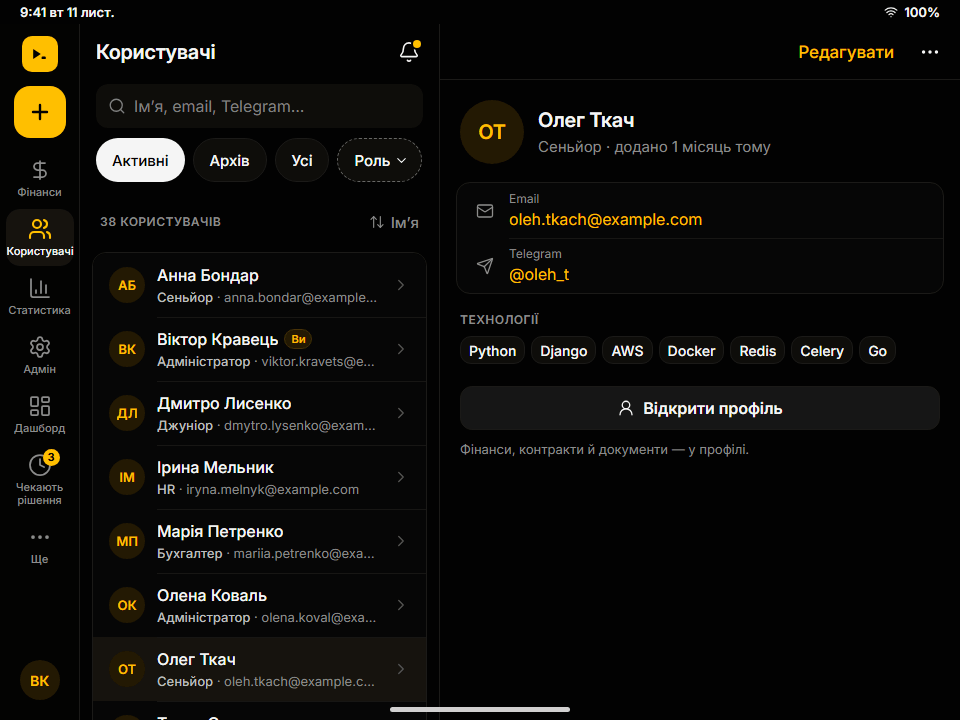 9:41 вт 11 лист.
100%
Фінанси
Користувачі
Статистика
Адмін
Дашборд
3
Чекають
рішення
Ще
ВК
Користувачі
Ім’я, email, Telegram…
Активні
Архів
Усі
Роль
38 КОРИСТУВАЧІВ
Ім’я
АБ
Анна Бондар
Сеньйор · anna.bondar@example…
ВК
Віктор Кравець Ви
Адміністратор · viktor.kravets@e…
ДЛ
Дмитро Лисенко
Джуніор · dmytro.lysenko@exam…
ІМ
Ірина Мельник
HR · iryna.melnyk@example.com
МП
Марія Петренко
Бухгалтер · mariia.petrenko@exa…
ОК
Олена Коваль
Адміністратор · olena.koval@exa…
ОТ
Олег Ткач
Сеньйор · oleh.tkach@example.c…
Редагувати
ОТ
Олег Ткач
Сеньйор · додано 1 місяць тому
Email
oleh.tkach@example.com
Telegram
@oleh_t
ТЕХНОЛОГІЇ
Python
Django
AWS
Docker
Redis
Celery
Go
Відкрити профіль
Фінанси, контракти й документи — у профілі.